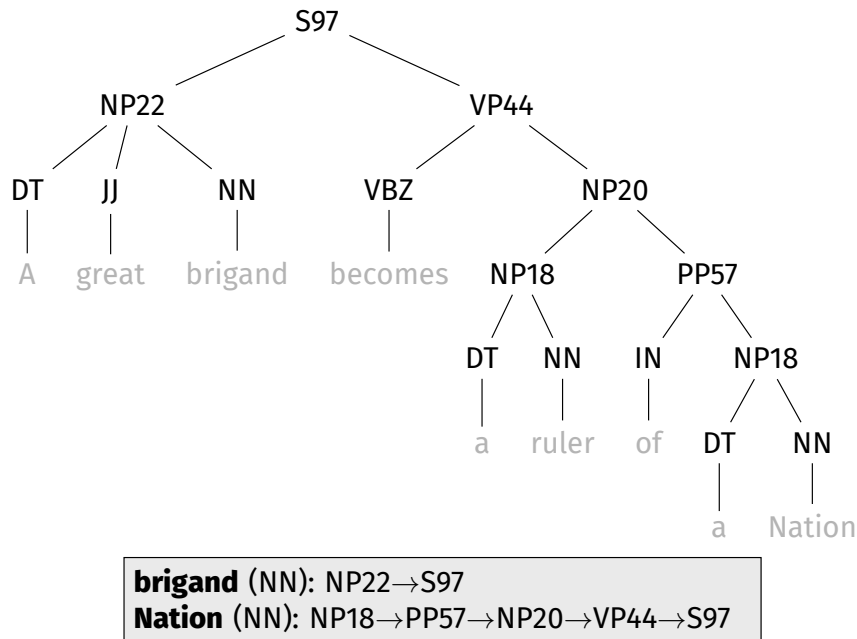 S97
NP22 VP44
DT JJ NN VBZ NP20
A great brigand becomes NP18 PP57
DT NN IN NP18
a ruler of DT NN
a Nation
brigand (NN): NP22→S97
Nation (NN): NP18→PP57→NP20→VP44→S97